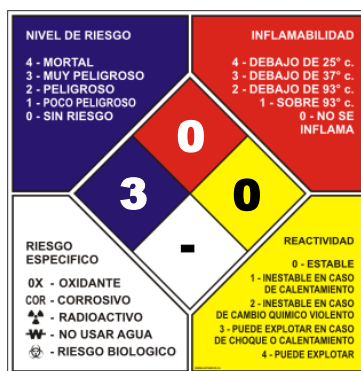 NIVEL DE RIESGO
4 - MORTAL
3 - MUY PELIGROSO
2 - PELIGROSO
1 - POCO PELIGROSO
0 - SIN RIESGO
INFLAMABILIDAD
4 - DEBAJO DE 25° c.
3 - DEBAJO DE 37° c.
2 - DEBAJO DE 93° c.
1 - SOBRE 93° c.
0 - NO SE
INFLAMA
0
3
0
-
RIESGO
ESPECIFICO
OX - OXIDANTE
COR - CORROSIVO
- RADIOACTIVO
W - NO USAR AGUA
- RIESGO BIOLOGICO
REACTIVIDAD
0 - ESTABLE
1 - INESTABLE EN CASO
DE CALENTAMIENTO
2 - INESTABLE EN CASO
DE CAMBIO QUIMICO VIOLENTO
3 - PUEDE EXPLOTAR EN CASO
DE CHOQUE O CALENTAMIENTO
4 - PUEDE EXPLOTAR